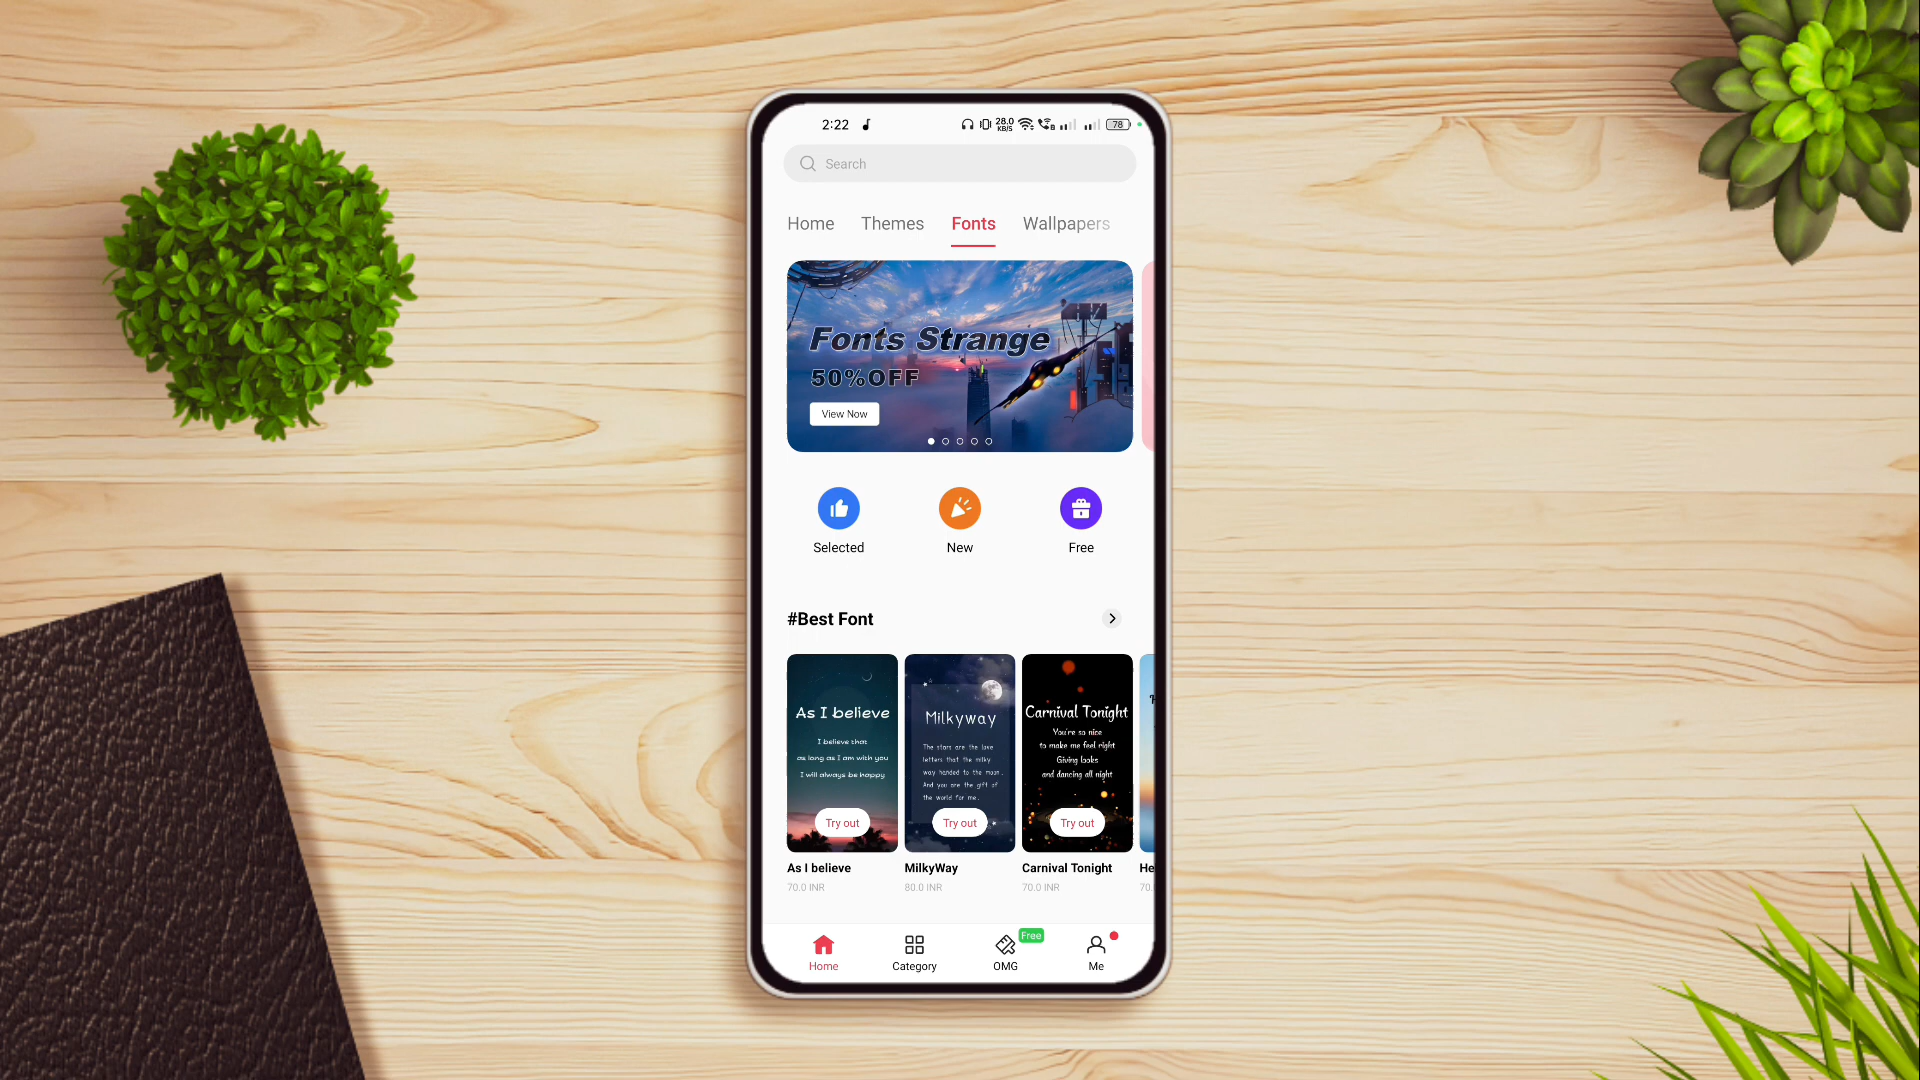 2:22
28.0
KB/S
78
Search
Home Themes Fonts Wallpapers
Fonts Strange
50%OFF
View Now
Selected New Free
#Best Font
As I believe
I believe that
as long as I am with you
I will always be happy
Try out
Milkyway
The stars are the love
letters that the milky
way handed to the moon.
And you are the gift of
the world for me.
Try out
Carnival Tonight
You're so nice
to make me feel right
Giving looks
and dancing all night
Try out
As I believe MilkyWay Carnival Tonight He
70.0 INR 80.0 INR 70.0 INR 70.
Free
Home Category OMG Me